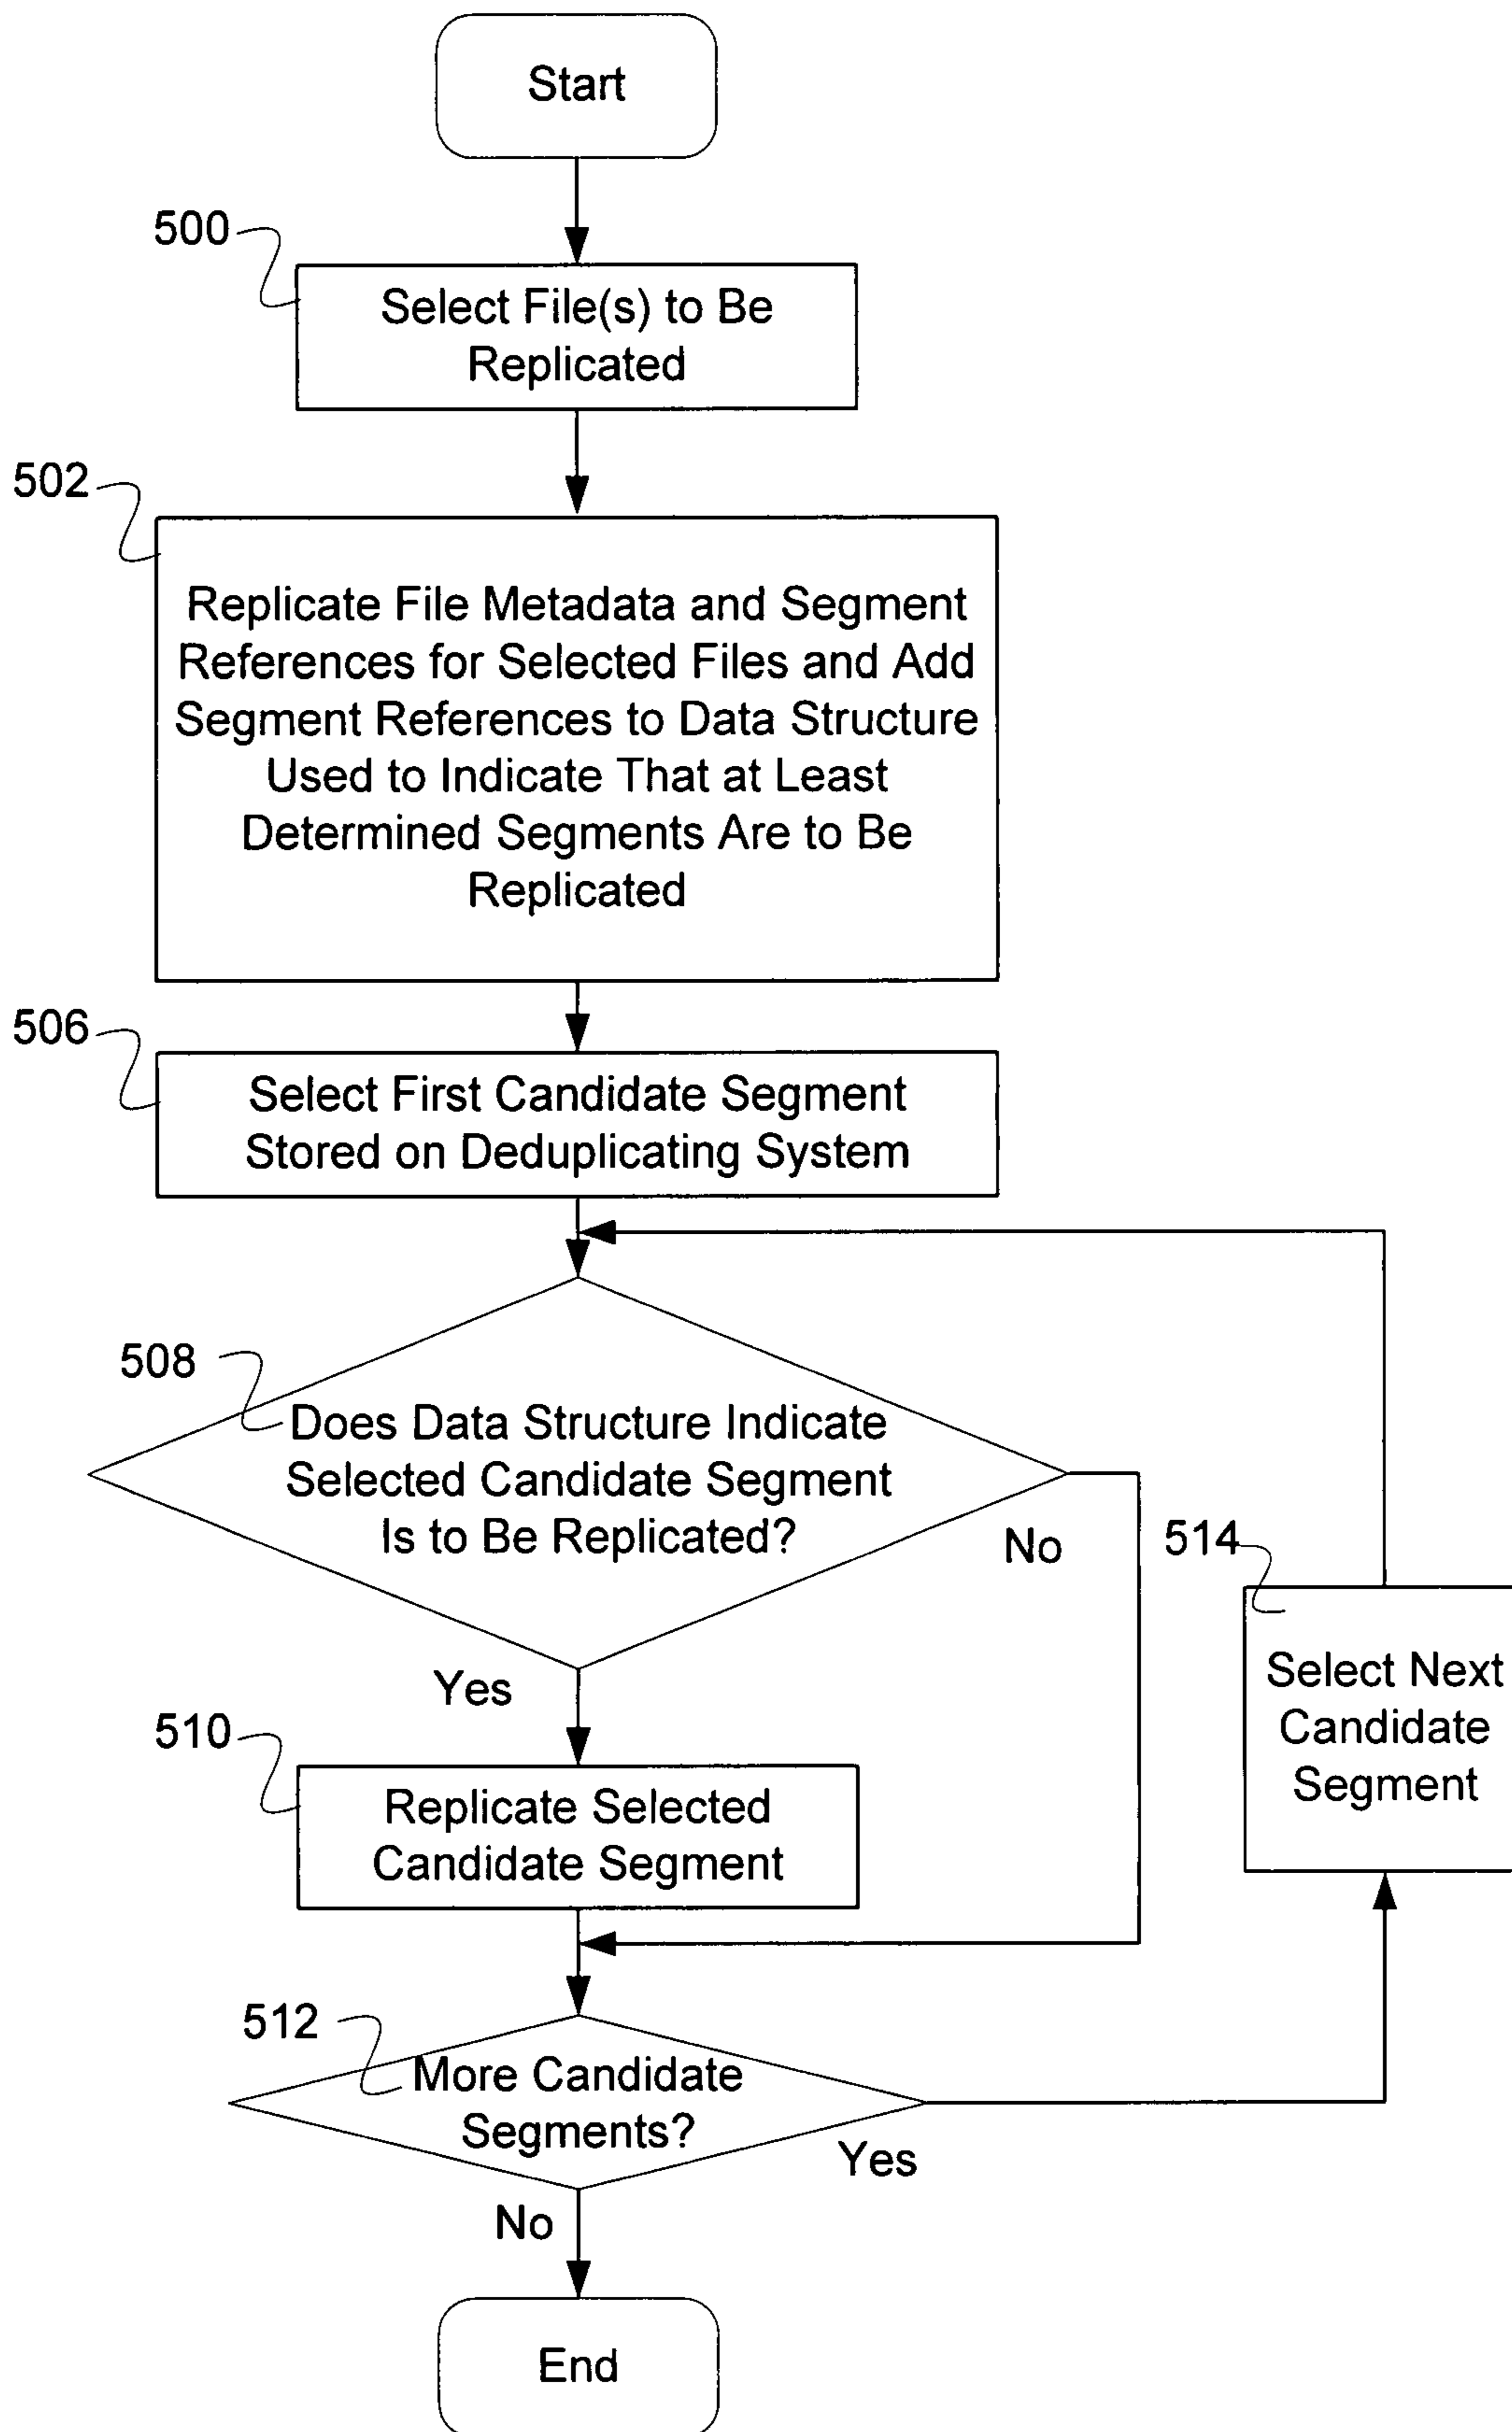 Start
500
Select File(s) to Be
Replicated
502
Replicate File Metadata and Segment
References for Selected Files and Add
Segment References to Data Structure
Used to Indicate That at Least
Determined Segments Are to Be
Replicated
506
Select First Candidate Segment
Stored on Deduplicating System
508
Does Data Structure Indicate
Selected Candidate Segment
Is to Be Replicated?
No
Yes
514
Select Next
Candidate
Segment
510
Replicate Selected
Candidate Segment
512
More Candidate
Segments?
Yes
No
End